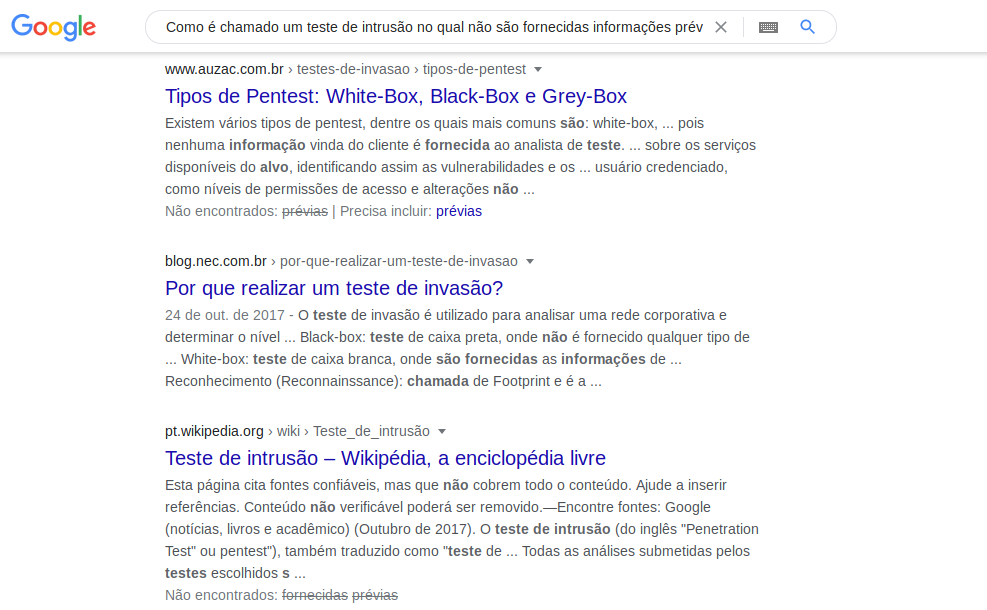 Google
Como é chamado um teste de intrusão no qual não são fornecidas informações prév
www.auzac.com.br › testes-de-invasao › tipos-de-pentest
Tipos de Pentest: White-Box, Black-Box e Grey-Box
Existem vários tipos de pentest, dentre os quais mais comuns são: white-box, ... pois
nenhuma informação vinda do cliente é fornecida ao analista de teste. ... sobre os serviços
disponíveis do alvo, identificando assim as vulnerabilidades e os ... usuário credenciado,
como níveis de permissões de acesso e alterações não ...
Não encontrados: prévias | Precisa incluir: prévias
blog.nec.com.br › por-que-realizar-um-teste-de-invasao
Por que realizar um teste de invasão?
24 de out. de 2017 - O teste de invasão é utilizado para analisar uma rede corporativa e
determinar o nível ... Black-box: teste de caixa preta, onde não é fornecido qualquer tipo de
... White-box: teste de caixa branca, onde são fornecidas as informações de ...
Reconhecimento (Reconnainssance): chamada de Footprint e é a ...
pt.wikipedia.org › wiki › Teste_de_intrusão
Teste de intrusão – Wikipédia, a enciclopédia livre
Esta página cita fontes confiáveis, mas que não cobrem todo o conteúdo. Ajude a inserir
referências. Conteúdo não verificável poderá ser removido.—Encontre fontes: Google
(notícias, livros e acadêmico) (Outubro de 2017). O teste de intrusão (do inglês "Penetration
Test" ou pentest"), também traduzido como "teste de ... Todas as análises submetidas pelos
testes escolhidos s ...
Não encontrados: fornecidas prévias